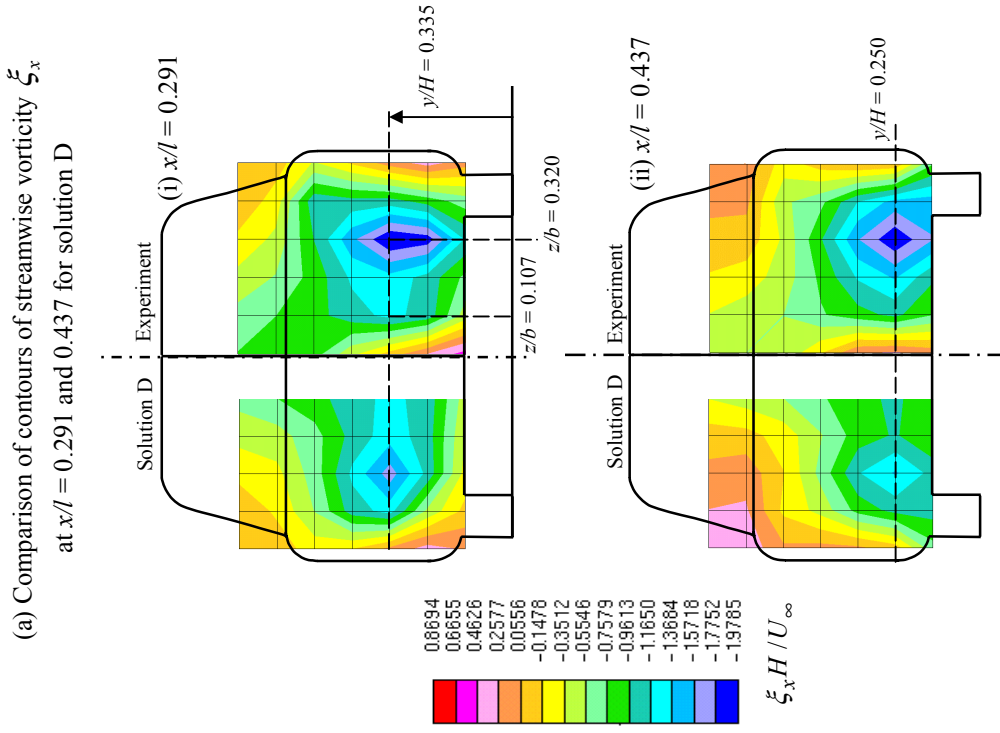 (a) Comparison of contours of streamwise vorticity ξx
at x/l = 0.291 and 0.437 for solution D
Solution D
Experiment
(i) x/l = 0.291
y/H = 0.335
z/b = 0.107
z/b = 0.320
Solution D
Experiment
(ii) x/l = 0.437
y/H = 0.250
0.8694
0.6655
0.4626
0.2577
0.0556
-0.1478
-0.3512
-0.5546
-0.7579
-0.9613
-1.1650
-1.3684
-1.5718
-1.7752
-1.9785
ξxH /U∞